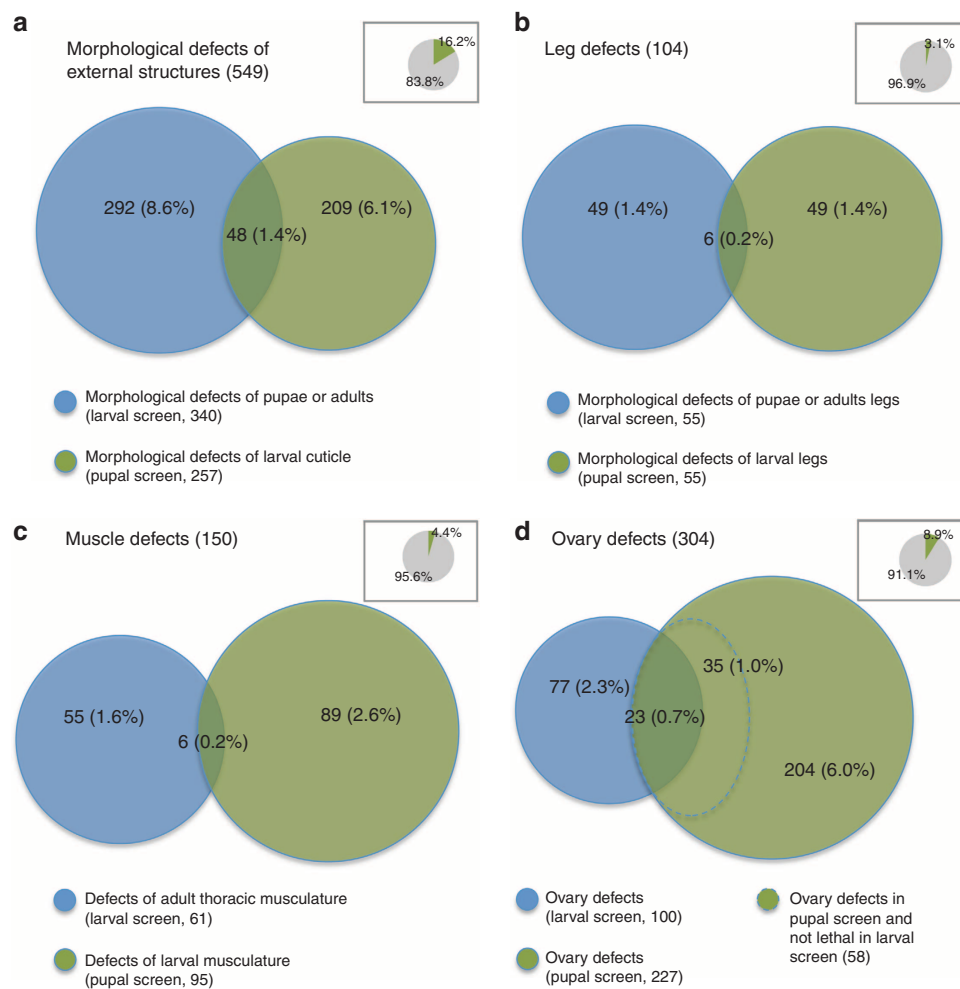 a
Morphological defects of
external structures (549)
16.2%
83.8%
292 (8.6%)
209 (6.1%)
48 (1.4%)
Morphological defects of pupae or adults
(larval screen, 340)
Morphological defects of larval cuticle
(pupal screen, 257)
b
Leg defects (104)
3.1%
96.9%
49 (1.4%)
49 (1.4%)
6 (0.2%)
Morphological defects of pupae or adults legs
(larval screen, 55)
Morphological defects of larval legs
(pupal screen, 55)
c
Muscle defects (150)
4.4%
95.6%
55 (1.6%)
89 (2.6%)
6 (0.2%)
Defects of adult thoracic musculature
(larval screen, 61)
Defects of larval musculature
(pupal screen, 95)
d
Ovary defects (304)
8.9%
91.1%
35 (1.0%)
77 (2.3%)
23 (0.7%)
204 (6.0%)
Ovary defects
(larval screen, 100)
Ovary defects
(pupal screen, 227)
Ovary defects in
pupal screen and
not lethal in larval
screen (58)